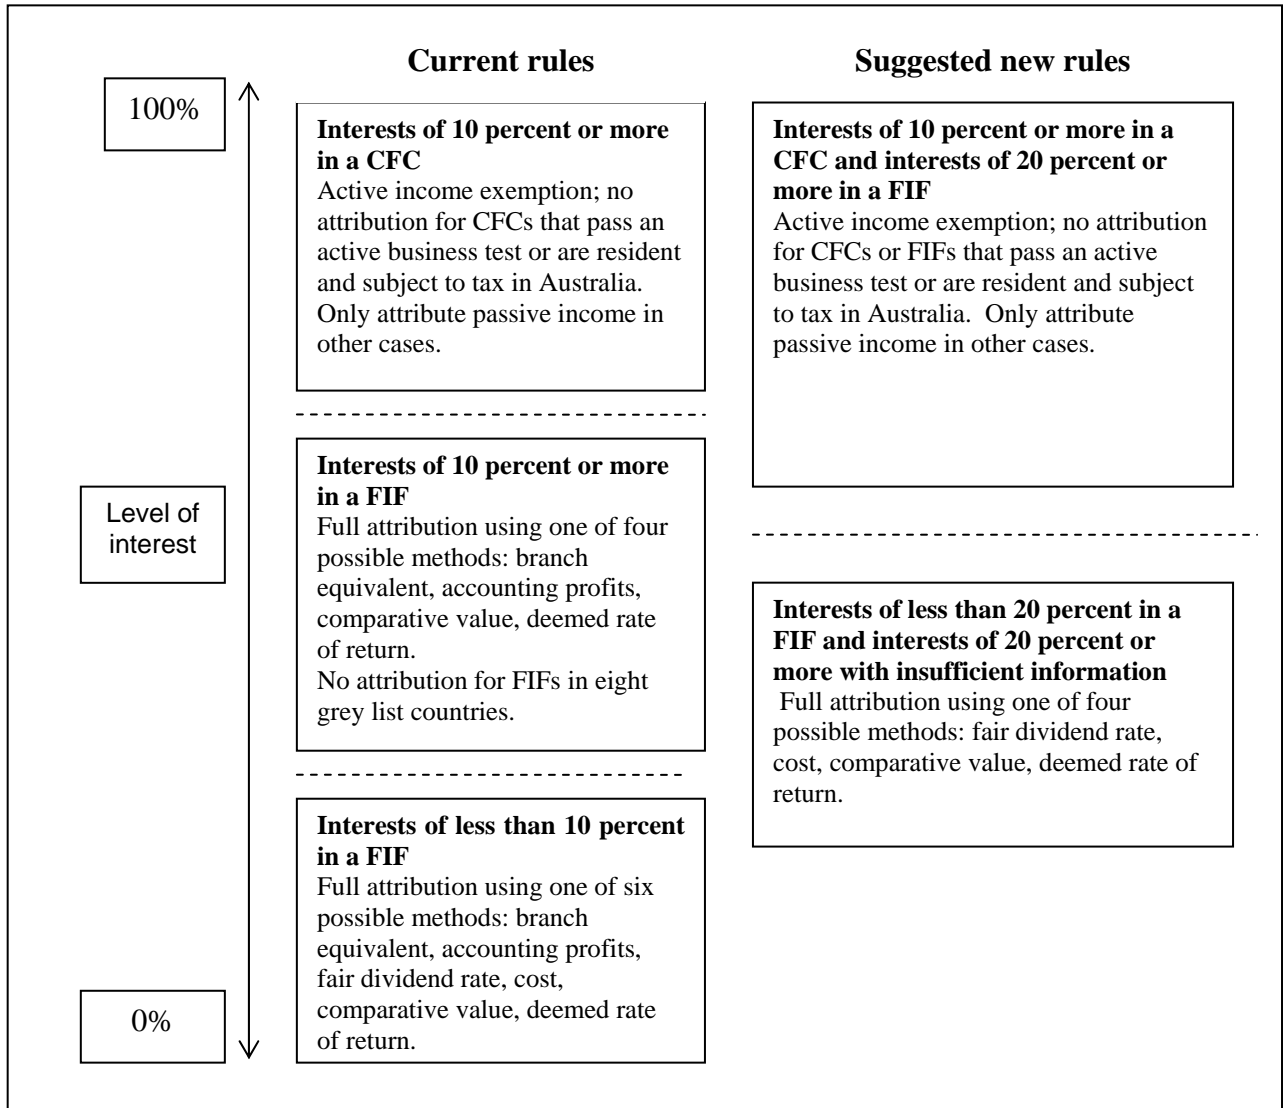 Current rules
Suggested new rules
100%
Level of
interest
0%
Interests of 10 percent or more
in a CFC
Active income exemption; no
attribution for CFCs that pass an
active business test or are resident
and subject to tax in Australia.
Only attribute passive income in
other cases.
Interests of 10 percent or more
in a FIF
Full attribution using one of four
possible methods: branch
equivalent, accounting profits,
comparative value, deemed rate
of return.
No attribution for FIFs in eight
grey list countries.
Interests of less than 10 percent
in a FIF
Full attribution using one of six
possible methods: branch
equivalent, accounting profits,
fair dividend rate, cost,
comparative value, deemed rate
of return.
Interests of 10 percent or more in a
CFC and interests of 20 percent or
more in a FIF
Active income exemption; no attribution
for CFCs or FIFs that pass an active
business test or are resident and subject
to tax in Australia.  Only attribute
passive income in other cases.
Interests of less than 20 percent in a
FIF and interests of 20 percent or
more with insufficient information
Full attribution using one of four
possible methods: fair dividend rate,
cost, comparative value, deemed rate of
return.